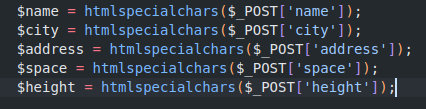 $name = htmlspecialchars($_POST['name']);
$city = htmlspecialchars($_POST['city']);
$address = htmlspecialchars($_POST['address']);
$space = htmlspecialchars($_POST['space']);
$height = htmlspecialchars($_POST['height']);